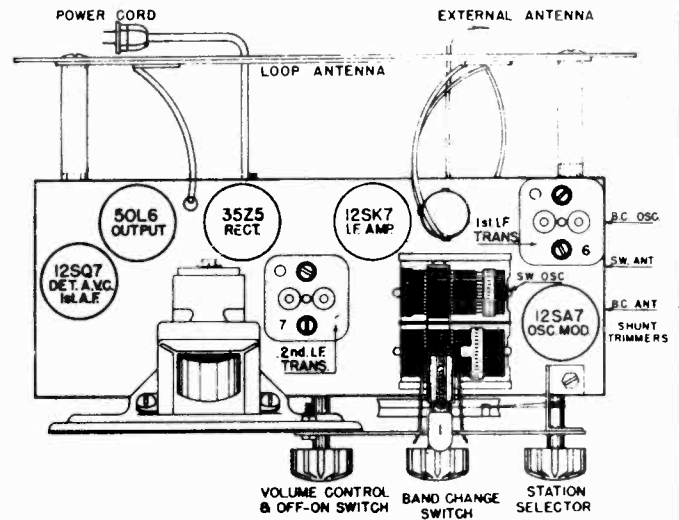 POWER CORD
EXTERNAL ANTENNA
LOOP ANTENNA
50L6
OUTPUT
35Z5
RECT.
12SK7
I.F. AMP.
1st I.F.
TRANS.
6
B.C. OSC.
12SQ7
DET. A.V.C.
1st A.F.
SW. ANT
SW OSC
7
2nd. I.F.
TRANS.
12SA7
OSC. MOD.
B.C ANT
SHUNT
TRIMMERS
VOLUME CONTROL
& OFF-ON SWITCH
BAND CHANGE
SWITCH
STATION
SELECTOR